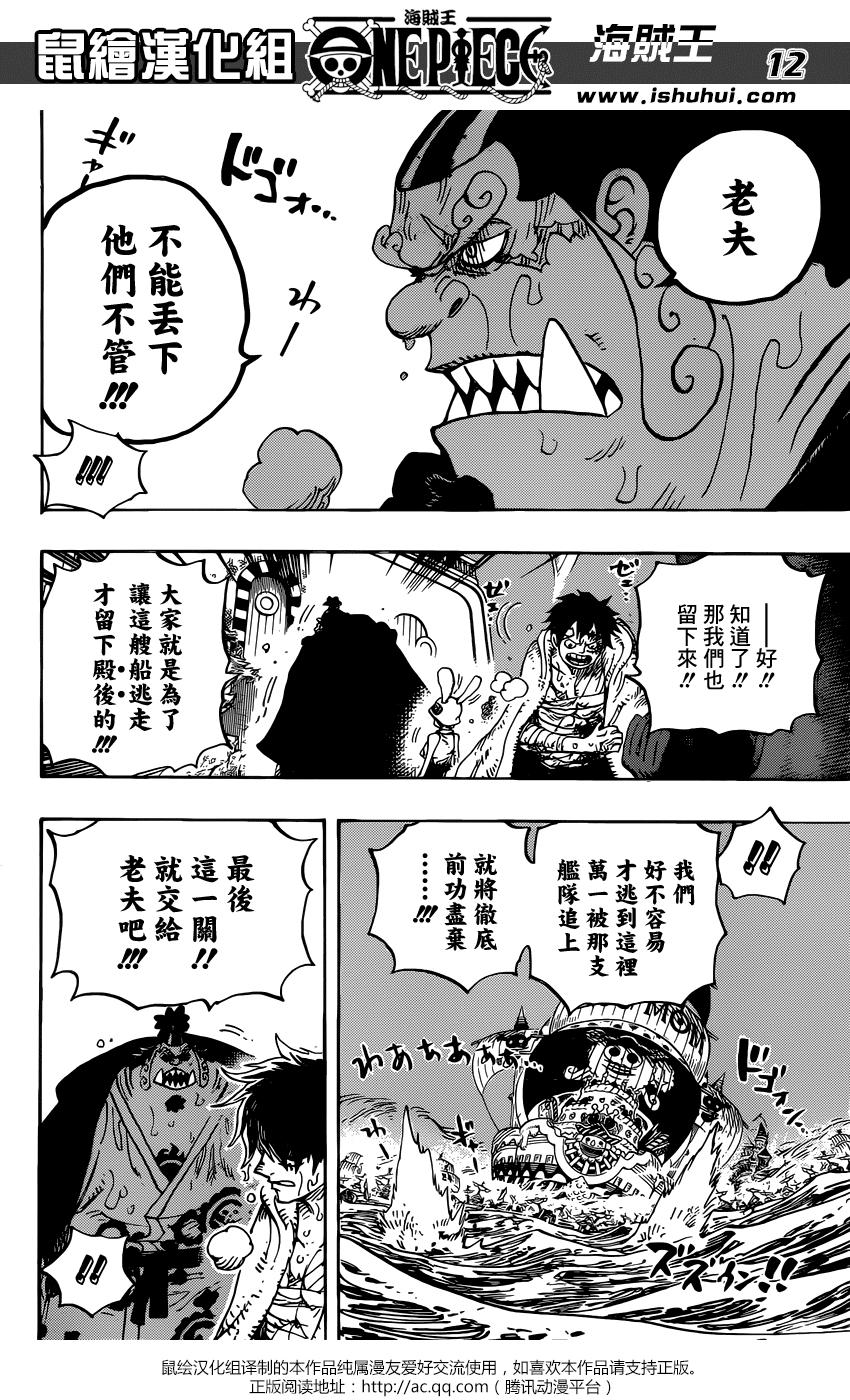 鼠繪漢化組
海賊王
ONE PIECE
海賊王
www.ishuhui.com
12
老夫
ドゴォォ…
不能丟下
他們不管!!!
!!!
——好!!
知道了!!
那我們也
留下來!!
ゼェ…
ゼェ…
大家就是為了
讓這艘船逃走
才留下殿後的!!!
!!
我們
好不容易
才逃到這裡
萬一被那支
艦隊追上
就將徹底
前功盡棄
……!!!
MOM
わあちちあああ…
ドゴォン…
ズズゥン!!
最後
這一關!!
就交給
老夫吧!!!
!!
鼠绘汉化组译制的本作品纯属漫友爱好交流使用，如喜欢本作品请支持正版。
正版阅读地址：http://ac.qq.com（腾讯动漫平台）